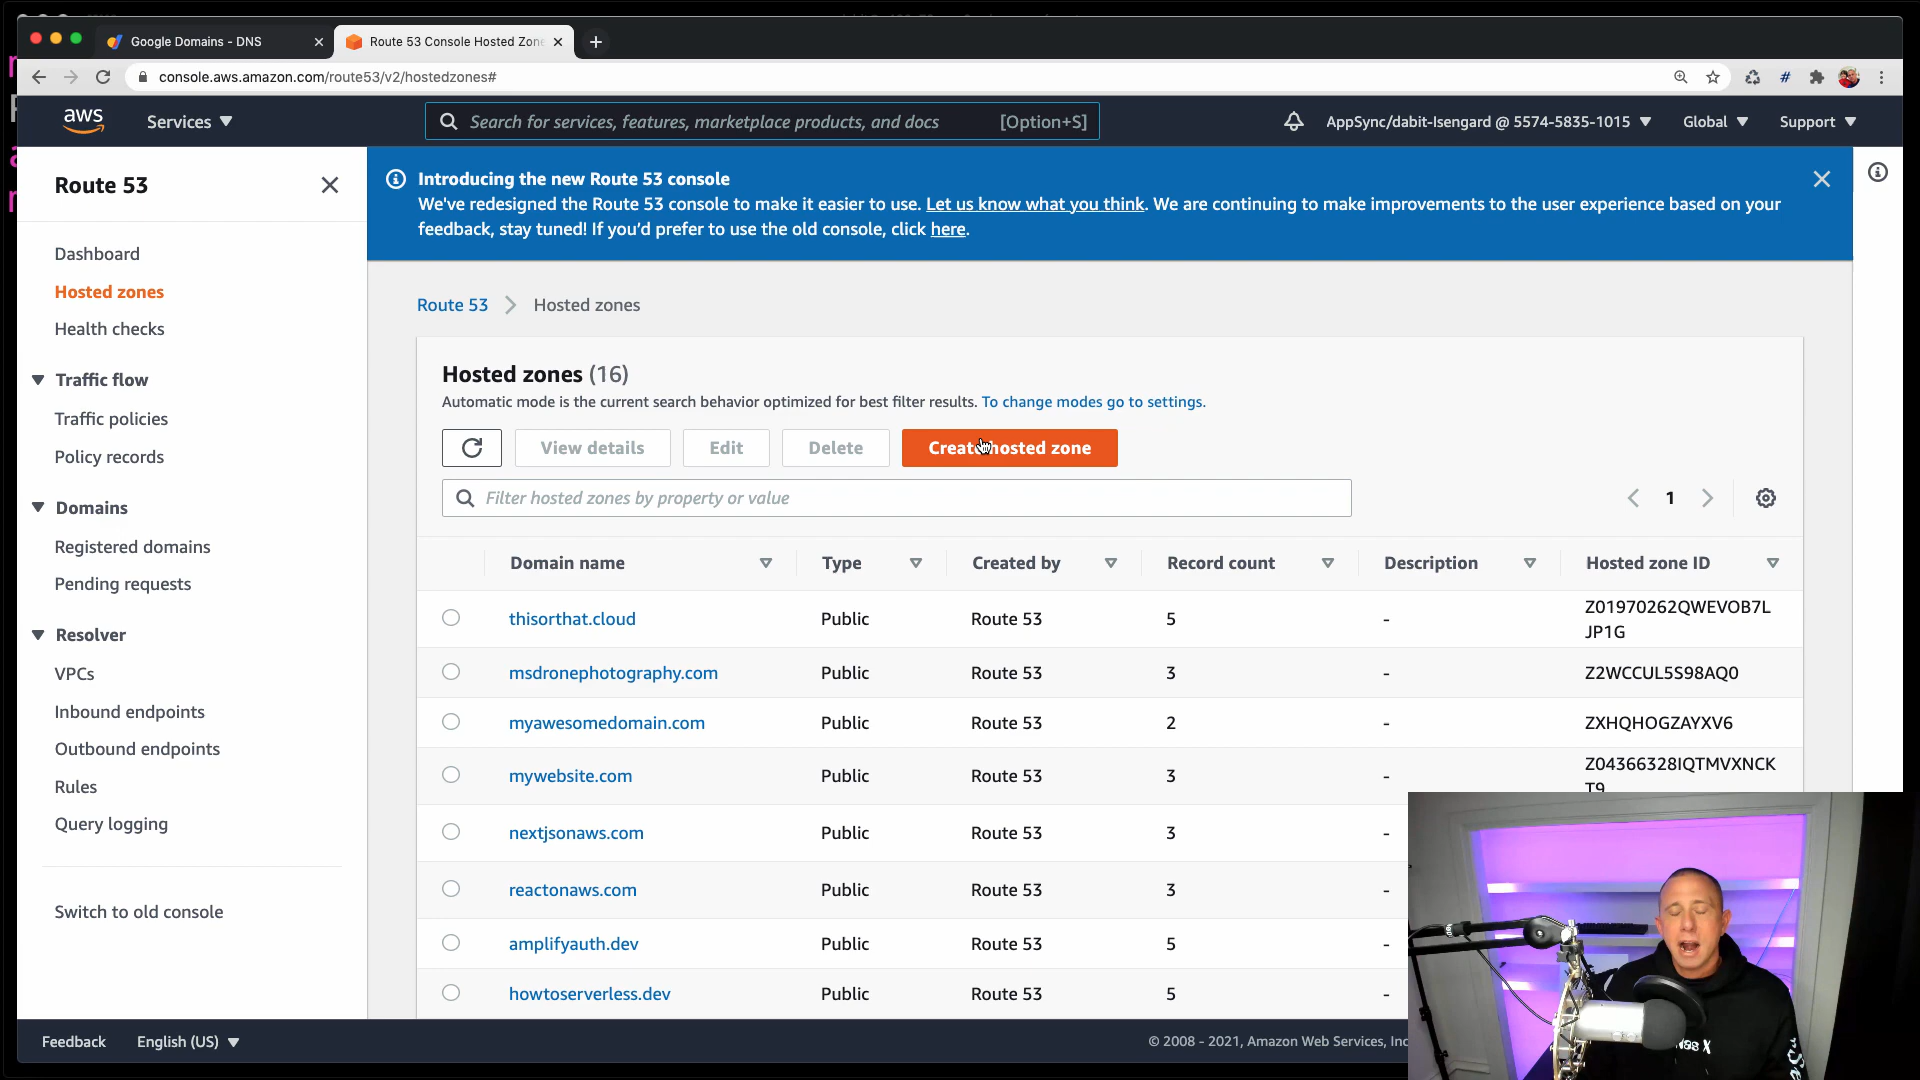 Google Domains - DNS
Route 53 Console Hosted Zon
console.aws.amazon.com/route53/v2/hostedzones#
aws
Services
Search for services, features, marketplace products, and docs [Option+S]
AppSync/dabit-Isengard @ 5574-5835-1015
Global
Support
Route 53
Dashboard
Hosted zones
Health checks
Traffic flow
Traffic policies
Policy records
Domains
Registered domains
Pending requests
Resolver
VPCs
Inbound endpoints
Outbound endpoints
Rules
Query logging
Switch to old console
Introducing the new Route 53 console
We've redesigned the Route 53 console to make it easier to use. Let us know what you think. We are continuing to make improvements to the user experience based on your
feedback, stay tuned! If you'd prefer to use the old console, click here.
Route 53 > Hosted zones
Hosted zones (16)
Automatic mode is the current search behavior optimized for best filter results. To change modes go to settings.
View details
Edit
Delete
Create hosted zone
Filter hosted zones by property or value
1
Domain name Type Created by Record count Description Hosted zone ID
thisorthat.cloud Public Route 53 5 - Z01970262QWEVOB7L
JP1G
msdronephotography.com Public Route 53 3 - Z2WCCUL5S98AQ0
myawesomedomain.com Public Route 53 2 - ZXHQHOGZAYXV6
mywebsite.com Public Route 53 3 - Z04366328IQTMVXNCK
T9
nextjsonaws.com Public Route 53 3 -
reactonaws.com Public Route 53 3 -
amplifyauth.dev Public Route 53 5 -
howtoserverless.dev Public Route 53 5 -
Feedback
English (US)
© 2008 - 2021, Amazon Web Services, Inc